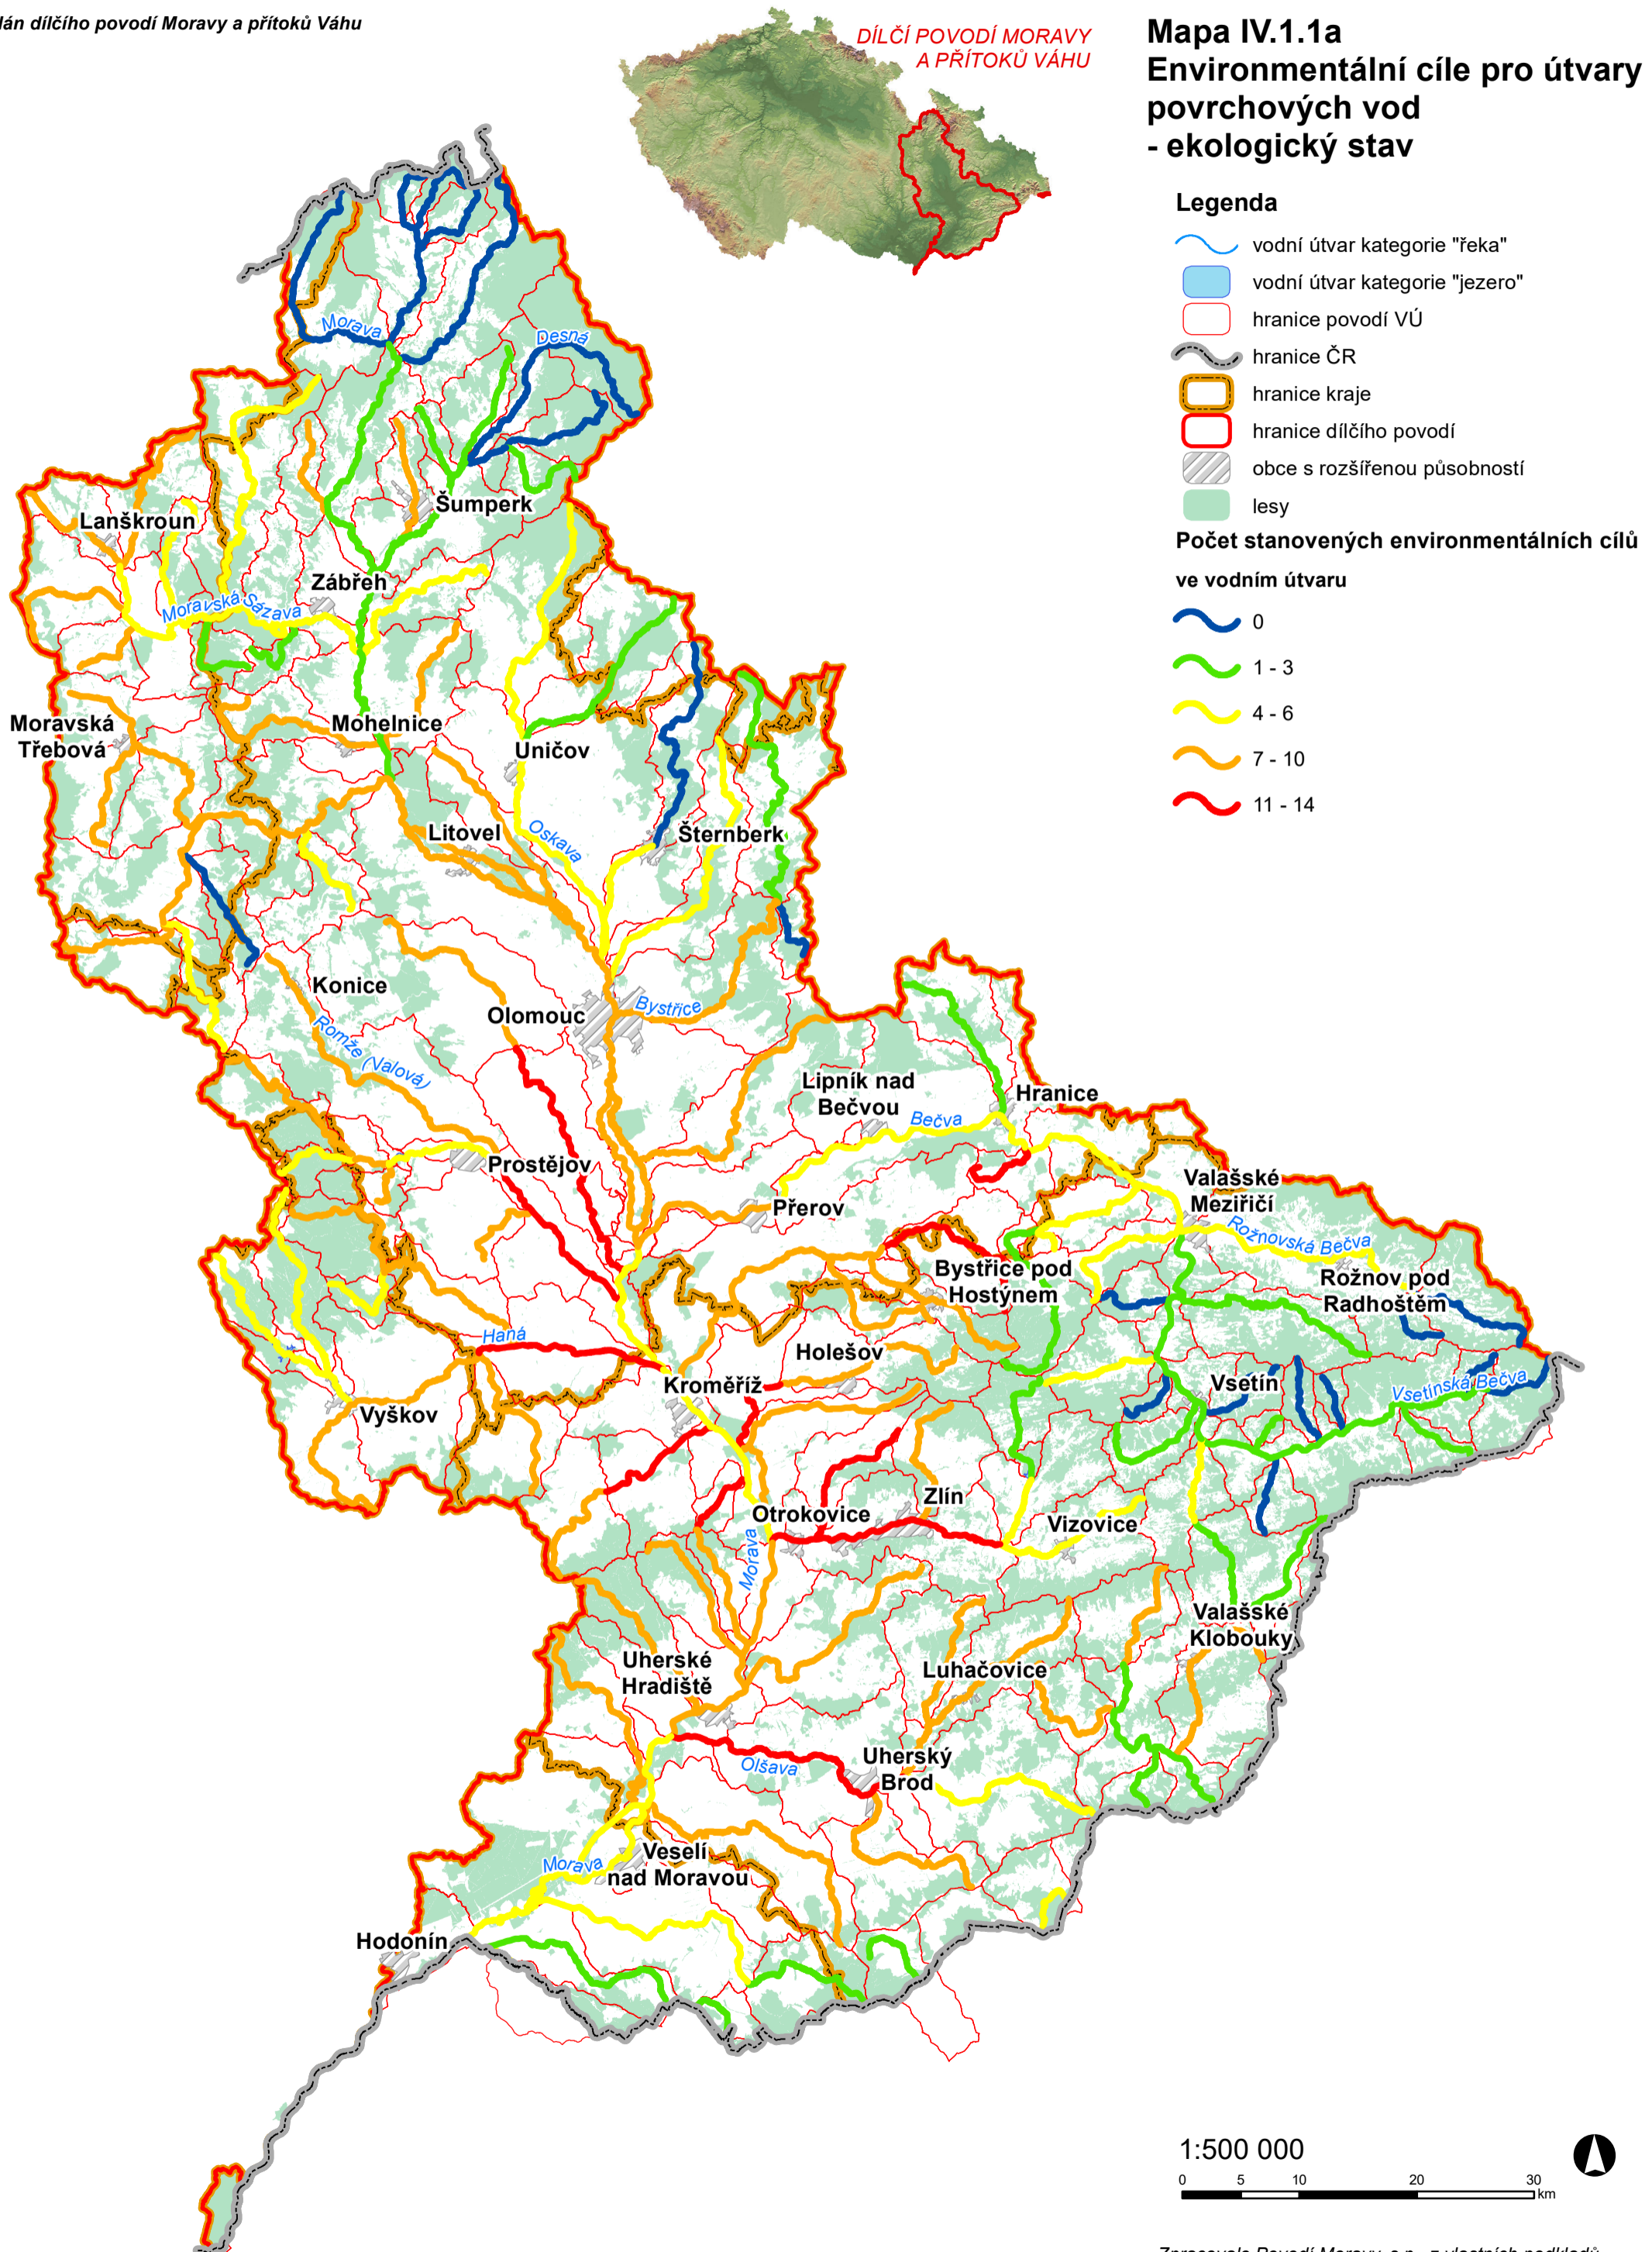 dílčího povodí Moravy a přítoků Váhu
DÍLČÍ POVODÍ MORAVY
A PŘÍTOKŮ VÁHU
Mapa IV.1.1a
Environmentální cíle pro útvary
povrchových vod
- ekologický stav
Legenda
vodní útvar kategorie "řeka"
vodní útvar kategorie "jezero"
hranice povodí VÚ
hranice ČR
hranice kraje
hranice dílčího povodí
obce s rozšířenou působností
lesy
Počet stanovených environmentálních cílů
ve vodním útvaru
0
1 - 3
4 - 6
7 - 10
11 - 14
Morava
Desná
Šumperk
Lanškroun
Zábřeh
Moravská Sázava
Moravská
Třebová
Mohelnice
Uničov
Litovel
Oskava
Šternberk
Konice
Olomouc
Bystřice
Romže (Valová)
Lipník nad
Bečvou
Hranice
Bečva
Prostějov
Přerov
Valašské
Meziříčí
Rožnovská Bečva
Bystřice pod
Hostýnem
Rožnov pod
Radhoštěm
Haná
Holešov
Kroměříž
Vsetín
Vsetínská Bečva
Vyškov
Zlín
Otrokovice
Vizovice
Morava
Valašské
Klobouky
Uherské
Hradiště
Luhačovice
Olšava
Uherský
Brod
Morava
Veselí
nad Moravou
Hodonín
1:500 000
0 5 10 20 30
km